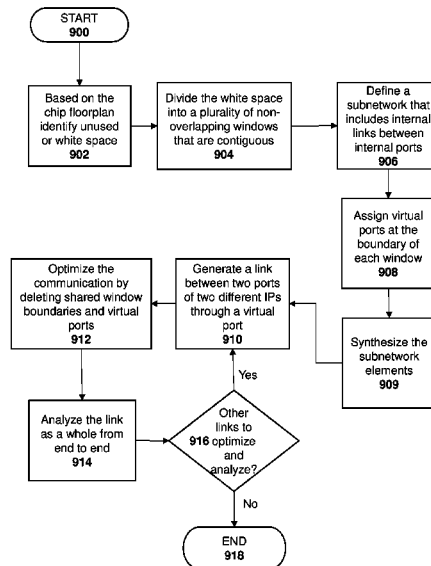 START
900
Based on the
chip floorplan
identify unused
or white space
902
Divide the white space
into a plurality of non-
overlapping windows
that are contiguous
904
Define a
subnetwork that
includes internal
links between
internal ports
906
Assign virtual
ports at the
boundary of
each window
908
Synthesize the
subnetwork
elements
909
Generate a link
between two ports
of two different IPs
through a virtual
port
910
Optimize the
communication by
deleting shared window
boundaries and virtual
ports
912
Analyze the link
as a whole from
end to end
914
Yes
Other
links to
916 optimize
and
analyze?
No
END
918